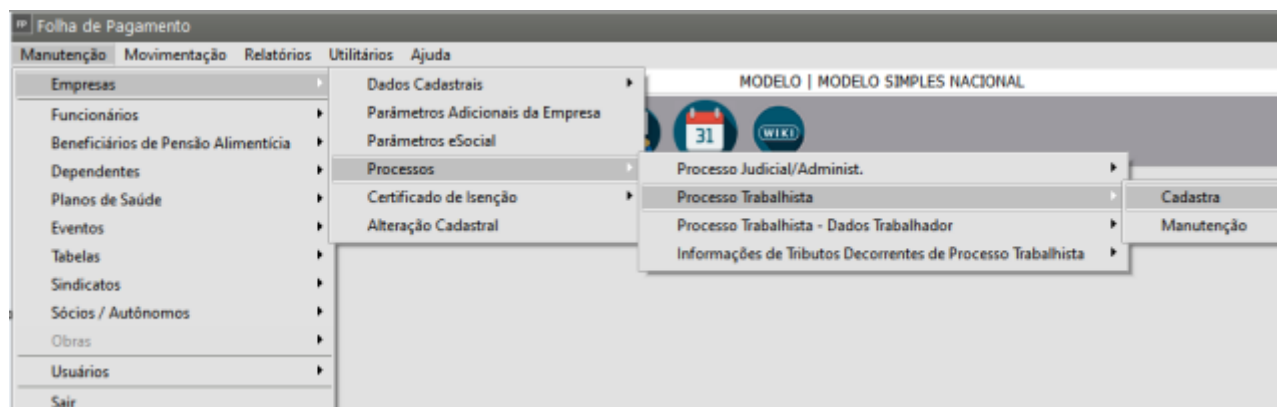 FP Folha de Pagamento
Manutenção Movimentação Relatórios Utilitários Ajuda
MODELO | MODELO SIMPLES NACIONAL
31
WIKI
Empresas
Funcionários
Beneficiários de Pensão Alimentícia
Dependentes
Planos de Saúde
Eventos
Tabelas
Sindicatos
Sócios / Autônomos
Obras
Usuários
Sair
Dados Cadastrais
Parâmetros Adicionais da Empresa
Parâmetros eSocial
Processos
Certificado de Isenção
Alteração Cadastral
Processo Judicial/Administ.
Processo Trabalhista
Processo Trabalhista - Dados Trabalhador
Informações de Tributos Decorrentes de Processo Trabalhista
Cadastra
Manutenção